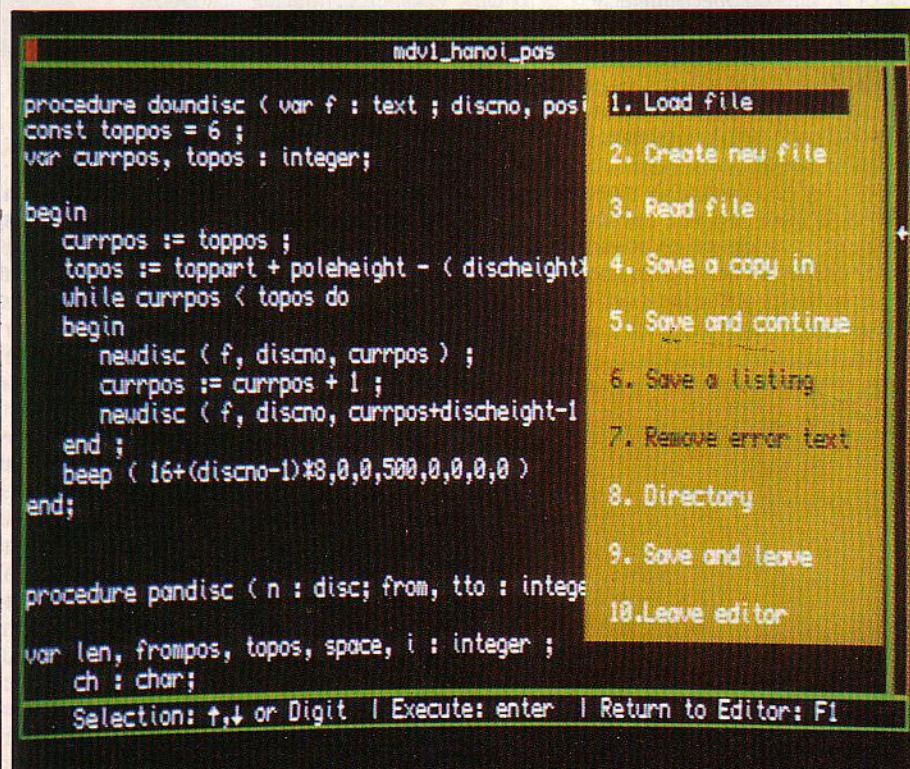 mdv1_hanoi_pas
procedure downdisc ( var f : text ; discno, posi
const toppos = 6 ;
var currpos, topos : integer;
begin
currpos := toppos ;
topos := toppart + poleheight - ( discheight*
while currpos < topos do
begin
newdisc ( f, discno, currpos ) ;
currpos := currpos + 1 ;
newdisc ( f, discno, currpos+discheight-1
end ;
beep ( 16+(discno-1)*8,0,0,500,0,0,0,0 )
end;
procedure pandisc ( n : disc; from, tto : intege
var len, frompos, topos, space, i : integer ;
ch : char;
1. Load file
2. Create new file
3. Read file
4. Save a copy in
5. Save and continue
6. Save a listing
7. Remove error text
8. Directory
9. Save and leave
10.Leave editor
Selection: ↑,↓ or Digit | Execute: enter | Return to Editor: F1